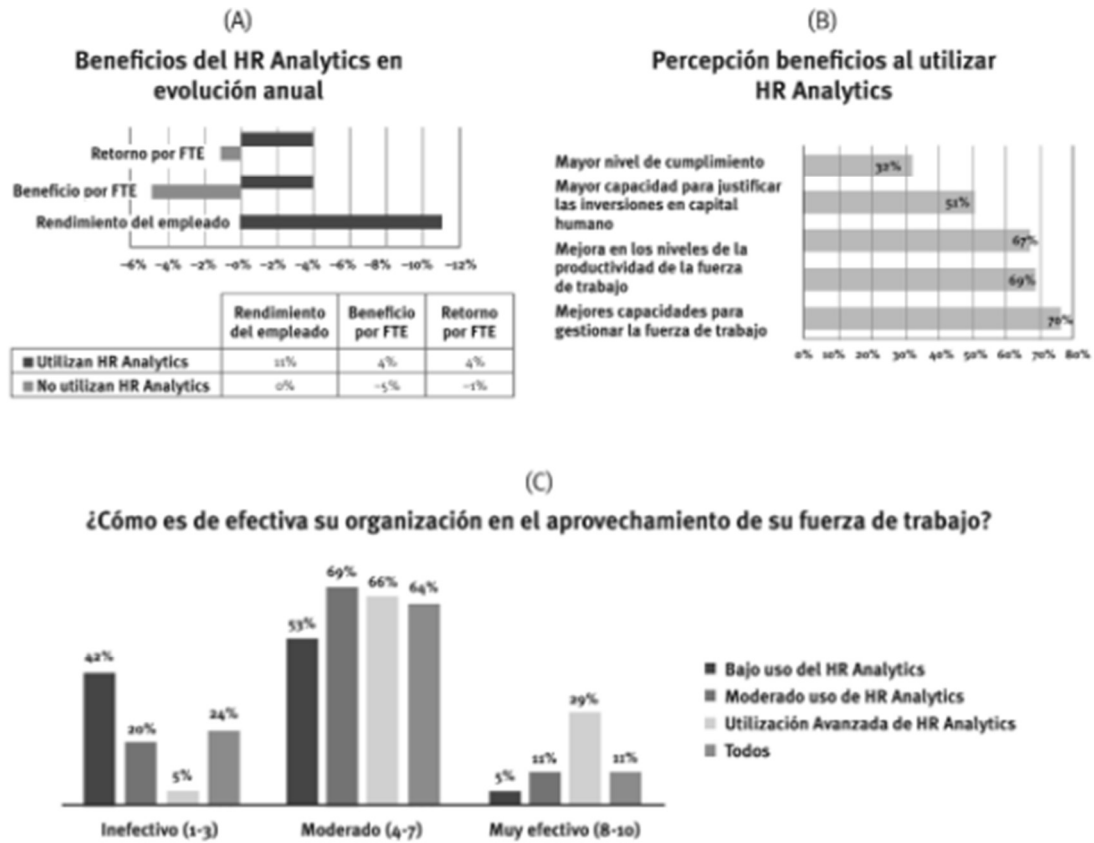 (A)
Beneficios del HR Analytics en
evolución anual
Retorno por FTE
Beneficio por FTE
Rendimiento del empleado
–6% –4% –2% –0% –2% –4% –6% –8% –10% –12%
Rendimiento del empleado Beneficio por FTE Retorno por FTE
■ Utilizan HR Analytics 11% 4% 4%
■ No utilizan HR Analytics 0% –5% –1%
(B)
Percepción beneficios al utilizar
HR Analytics
Mayor nivel de cumplimiento
32%
Mayor capacidad para justificar
las inversiones en capital
humano
51%
Mejora en los niveles de la
productividad de la fuerza
de trabajo
67%
69%
Mejores capacidades para
gestionar la fuerza de trabajo
70%
0% 10% 20% 30% 40% 50% 60% 70% 80%
(C)
¿Cómo es de efectiva su organización en el aprovechamiento de su fuerza de trabajo?
42% 20% 5% 24%
53% 69% 66% 64%
5% 11% 29% 11%
Inefectivo (1-3) Moderado (4-7) Muy efectivo (8-10)
■ Bajo uso del HR Analytics
■ Moderado uso de HR Analytics
■ Utilización Avanzada de HR Analytics
■ Todos